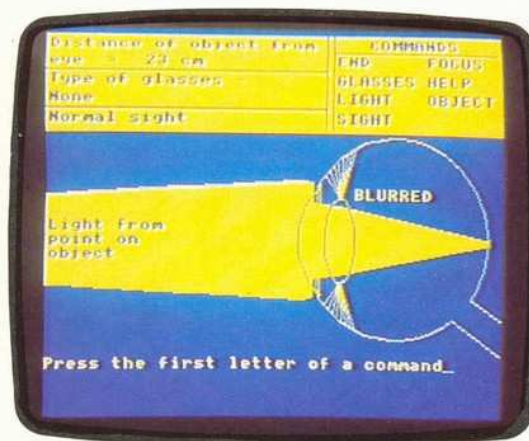 Distance of object from
eye - 23 cm
Type of glasses
None
Normal sight
COMMANDS
END FOCUS
GLASSES HELP
LIGHT OBJECT
SIGHT
BLURRED
Light from
point on
object
Press the first letter of a command_